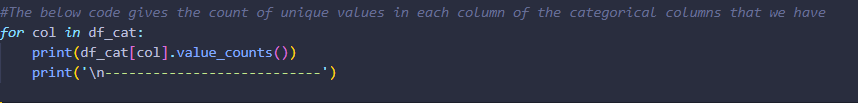 #The below code gives the count of unique values in each column of the categorical columns that we have
for col in df_cat:
    print(df_cat[col].value_counts())
    print('\n---------------------------')